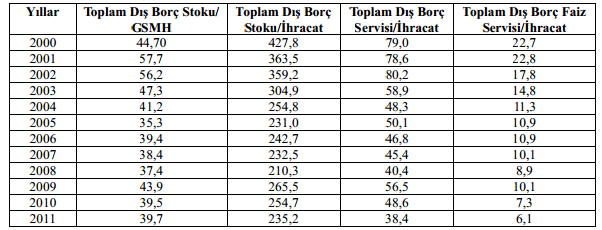 Yıllar Toplam Dış Borç Stoku/ GSMH Toplam Dış Borç Stoku/İhracat Toplam Dış Borç Servisi/İhracat Toplam Dış Borç Faiz Servisi/İhracat
2000 44,70 427,8 79,0 22,7
2001 57,7 363,5 78,6 22,8
2002 56,2 359,2 80,2 17,8
2003 47,3 304,9 58,9 14,8
2004 41,2 254,8 48,3 11,3
2005 35,3 231,0 50,1 10,9
2006 39,4 242,7 46,8 10,9
2007 38,4 232,5 45,4 10,1
2008 37,4 210,3 40,4 8,9
2009 43,9 265,5 56,5 10,1
2010 39,5 254,7 48,6 7,3
2011 39,7 235,2 38,4 6,1